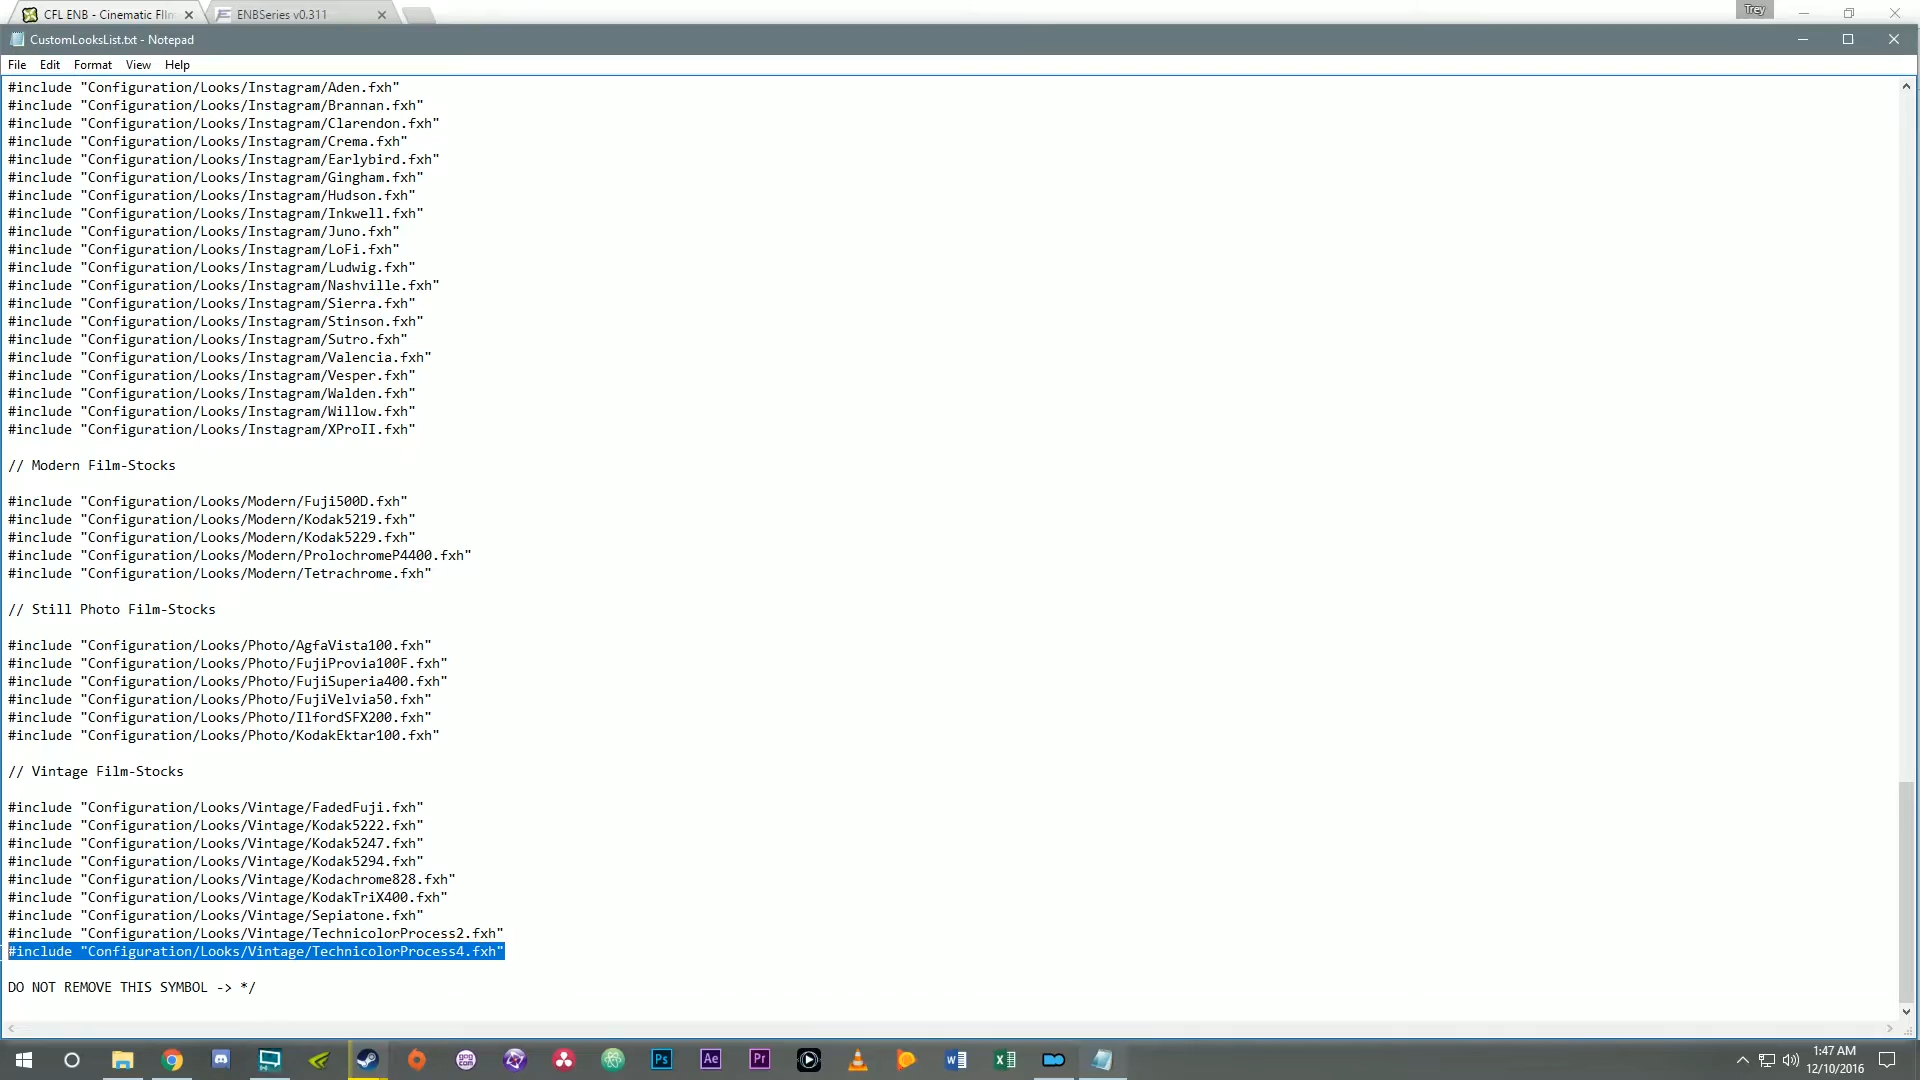 CFL ENB - Cinematic FIlm
ENBSeries v0.311
Trey
CustomLooksList.txt - Notepad
File Edit Format View Help
#include "Configuration/Looks/Instagram/Aden.fxh"
#include "Configuration/Looks/Instagram/Brannan.fxh"
#include "Configuration/Looks/Instagram/Clarendon.fxh"
#include "Configuration/Looks/Instagram/Crema.fxh"
#include "Configuration/Looks/Instagram/Earlybird.fxh"
#include "Configuration/Looks/Instagram/Gingham.fxh"
#include "Configuration/Looks/Instagram/Hudson.fxh"
#include "Configuration/Looks/Instagram/Inkwell.fxh"
#include "Configuration/Looks/Instagram/Juno.fxh"
#include "Configuration/Looks/Instagram/LoFi.fxh"
#include "Configuration/Looks/Instagram/Ludwig.fxh"
#include "Configuration/Looks/Instagram/Nashville.fxh"
#include "Configuration/Looks/Instagram/Sierra.fxh"
#include "Configuration/Looks/Instagram/Stinson.fxh"
#include "Configuration/Looks/Instagram/Sutro.fxh"
#include "Configuration/Looks/Instagram/Valencia.fxh"
#include "Configuration/Looks/Instagram/Vesper.fxh"
#include "Configuration/Looks/Instagram/Walden.fxh"
#include "Configuration/Looks/Instagram/Willow.fxh"
#include "Configuration/Looks/Instagram/XProII.fxh"
// Modern Film-Stocks
#include "Configuration/Looks/Modern/Fuji500D.fxh"
#include "Configuration/Looks/Modern/Kodak5219.fxh"
#include "Configuration/Looks/Modern/Kodak5229.fxh"
#include "Configuration/Looks/Modern/ProlochromeP4400.fxh"
#include "Configuration/Looks/Modern/Tetrachrome.fxh"
// Still Photo Film-Stocks
#include "Configuration/Looks/Photo/AgfaVista100.fxh"
#include "Configuration/Looks/Photo/FujiProvia100F.fxh"
#include "Configuration/Looks/Photo/FujiSuperia400.fxh"
#include "Configuration/Looks/Photo/FujiVelvia50.fxh"
#include "Configuration/Looks/Photo/IlfordSFX200.fxh"
#include "Configuration/Looks/Photo/KodakEktar100.fxh"
// Vintage Film-Stocks
#include "Configuration/Looks/Vintage/FadedFuji.fxh"
#include "Configuration/Looks/Vintage/Kodak5222.fxh"
#include "Configuration/Looks/Vintage/Kodak5247.fxh"
#include "Configuration/Looks/Vintage/Kodak5294.fxh"
#include "Configuration/Looks/Vintage/Kodachrome828.fxh"
#include "Configuration/Looks/Vintage/KodakTriX400.fxh"
#include "Configuration/Looks/Vintage/Sepiatone.fxh"
#include "Configuration/Looks/Vintage/TechnicolorProcess2.fxh"
#include "Configuration/Looks/Vintage/TechnicolorProcess4.fxh"
DO NOT REMOVE THIS SYMBOL -> */
gog
com
Ps
Ae
Pr
1:47 AM
12/10/2016